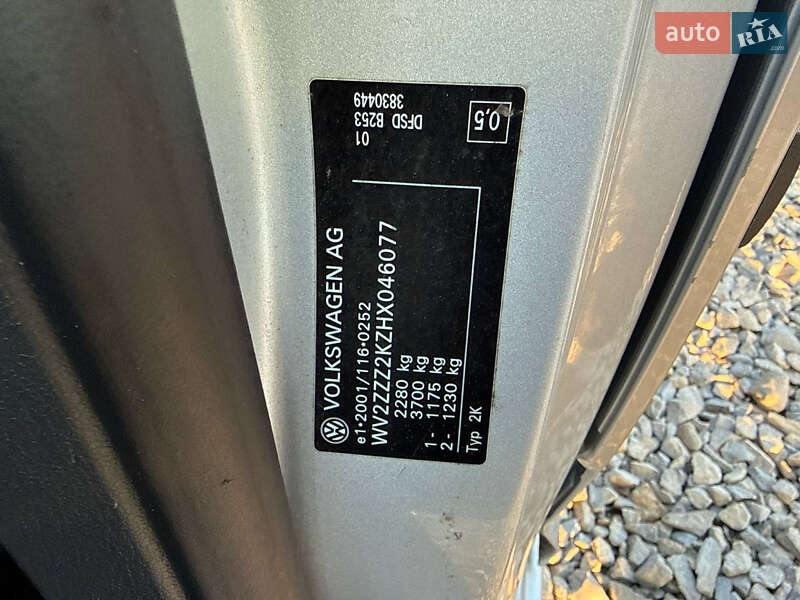 auto RIA
VOLKSWAGEN AG
e1*2001/116*0252
WV2ZZZ2KZHX046077
2280 kg
3700 kg
1- 1175 kg
2- 1230 kg
Typ 2K
01
DFSD B253
3830449
0,5